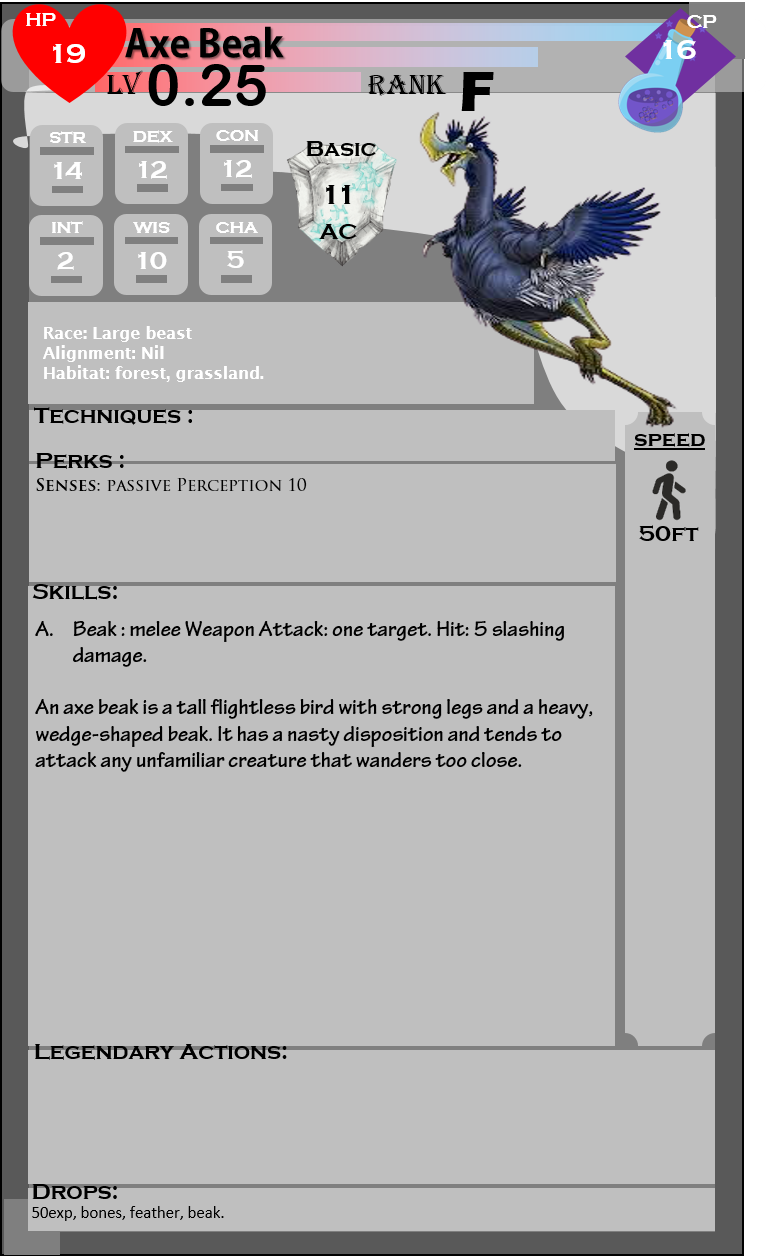 HP
19
Axe Beak
CP
16
LV 0.25
RANK F
STR
14
DEX
12
CON
12
INT
2
WIS
10
CHA
5
BASIC
11
AC
Race: Large beast
Alignment: Nil
Habitat: forest, grassland.
TECHNIQUES :
PERKS :
SENSES: PASSIVE PERCEPTION 10
SPEED
50FT
SKILLS:
A. Beak : melee Weapon Attack: one target. Hit: 5 slashing
damage.
An axe beak is a tall flightless bird with strong legs and a heavy,
wedge-shaped beak. It has a nasty disposition and tends to
attack any unfamiliar creature that wanders too close.
LEGENDARY ACTIONS:
DROPS:
50exp, bones, feather, beak.